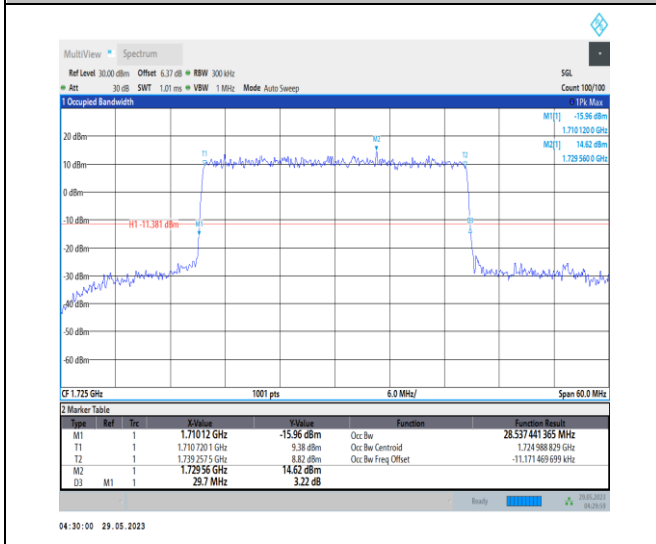 MultiView Spectrum
Ref Level 30.00 dBm Offset 6.37 dB RBW 300 kHz SGL
Att 30 dB SWT 1.01 ms VBW 1 MHz Mode Auto Sweep Count 100/100
1 Occupied Bandwidth 1Pk Max
M1[1] -15.96 dBm
1.710 120 0 GHz
M2[1] 14.62 dBm
1.729 560 0 GHz
20 dBm
M2
T1
T2
10 dBm
0 dBm
-10 dBm
H1 -11.381 dBm
M1
D3
-20 dBm
-30 dBm
-40 dBm
-50 dBm
-60 dBm
CF 1.725 GHz 1001 pts 6.0 MHz/ Span 60.0 MHz
2 Marker Table
Type Ref Trc X-Value Y-Value Function Function Result
M1 1 1.71012 GHz -15.96 dBm Occ Bw 28.537 441 365 MHz
T1 1 1.710 720 1 GHz 9.38 dBm Occ Bw Centroid 1.724 988 829 GHz
T2 1 1.739 257 5 GHz 8.82 dBm Occ Bw Freq Offset -11.171 469 699 kHz
M2 1 1.729 56 GHz 14.62 dBm
D3 M1 1 29.7 MHz 3.22 dB
Ready 29.05.2023
04:29:59
04:30:00 29.05.2023